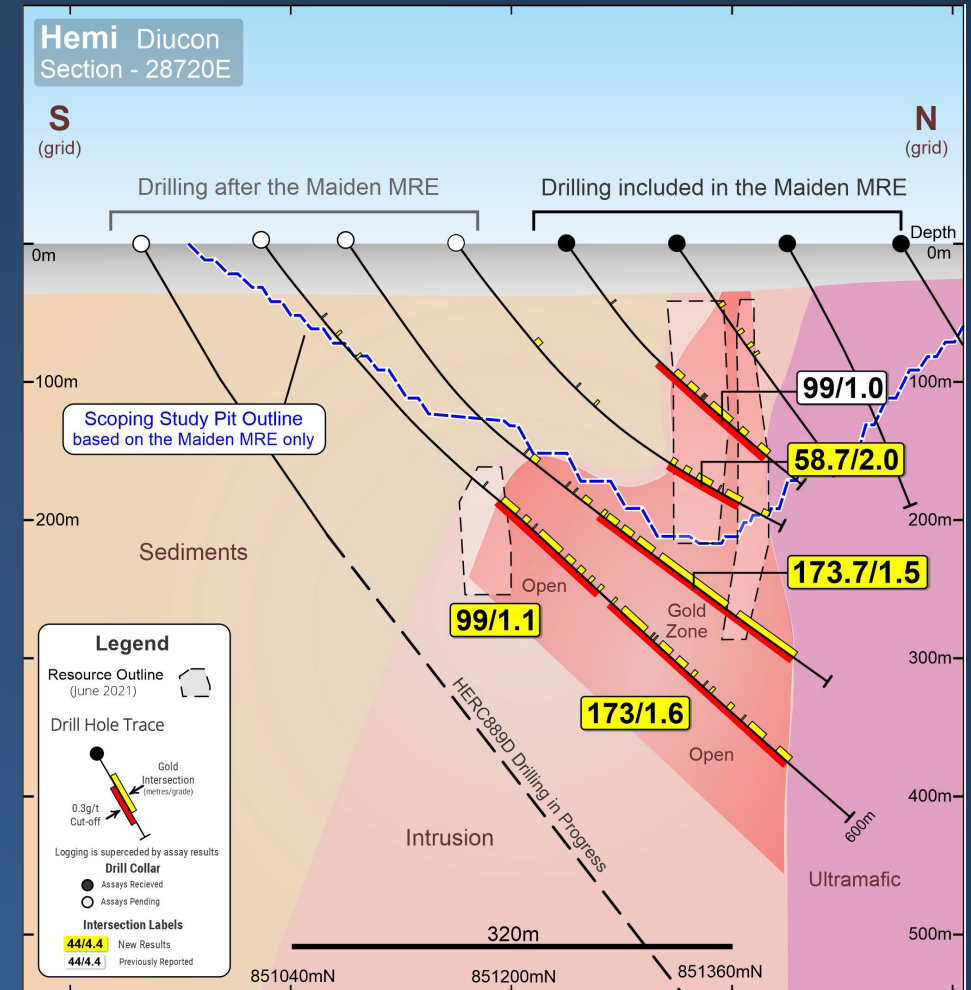 Hemi Diucon
Section - 28720E
S
(grid)
N
(grid)
Drilling after the Maiden MRE
Drilling included in the Maiden MRE
Depth
0m
0m
100m
100m
99/1.0
Scoping Study Pit Outline
based on the Maiden MRE only
58.7/2.0
200m
200m
Sediments
173.7/1.5
Open
Gold
Zone
99/1.1
Legend
Resource Outline
(June 2021)
300m
HERC889D Drilling in Progress
173/1.6
Drill Hole Trace
Open
Gold
Intersection
(metres/grade)
0.3g/t
Cut-off
400m
600m
Intrusion
Logging is superceded by assay results
Drill Collar
Assays Recieved
Assays Pending
Ultramafic
Intersection Labels
44/4.4 New Results
44/4.4 Previously Reported
320m
500m
851040mN
851200mN
851360mN